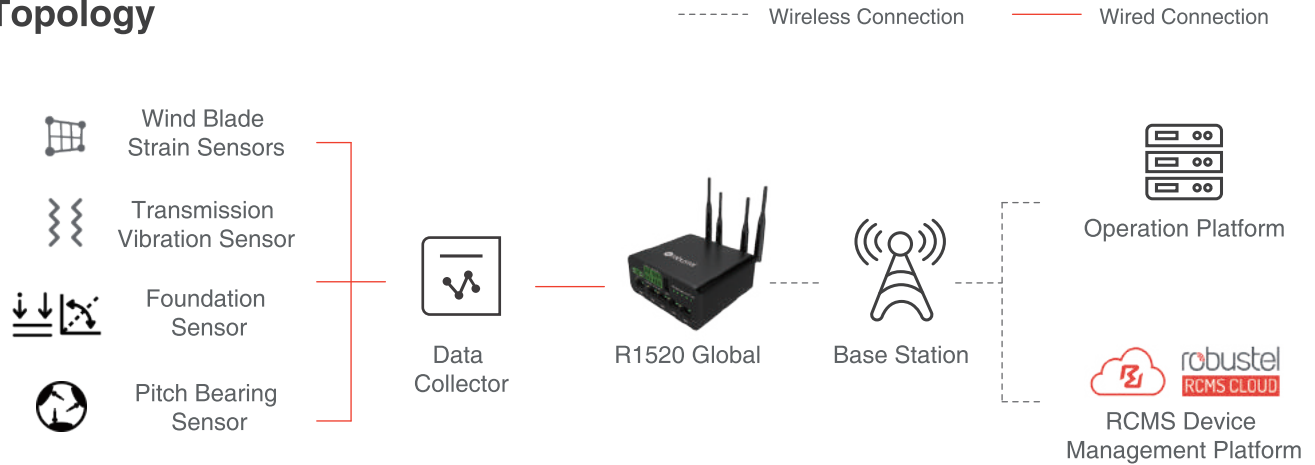 Topology
Wireless Connection
Wired Connection
Wind Blade
Strain Sensors
Transmission
Vibration Sensor
Foundation
Sensor
Pitch Bearing
Sensor
Data
Collector
robustel
R1520 Global
Base Station
Operation Platform
robustel
RCMS CLOUD
RCMS Device
Management Platform